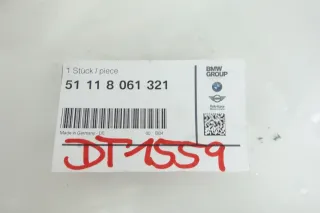 1 Stück / piece
51 11 8 061 321
BMW
GROUP
Made in Germany
DT1559